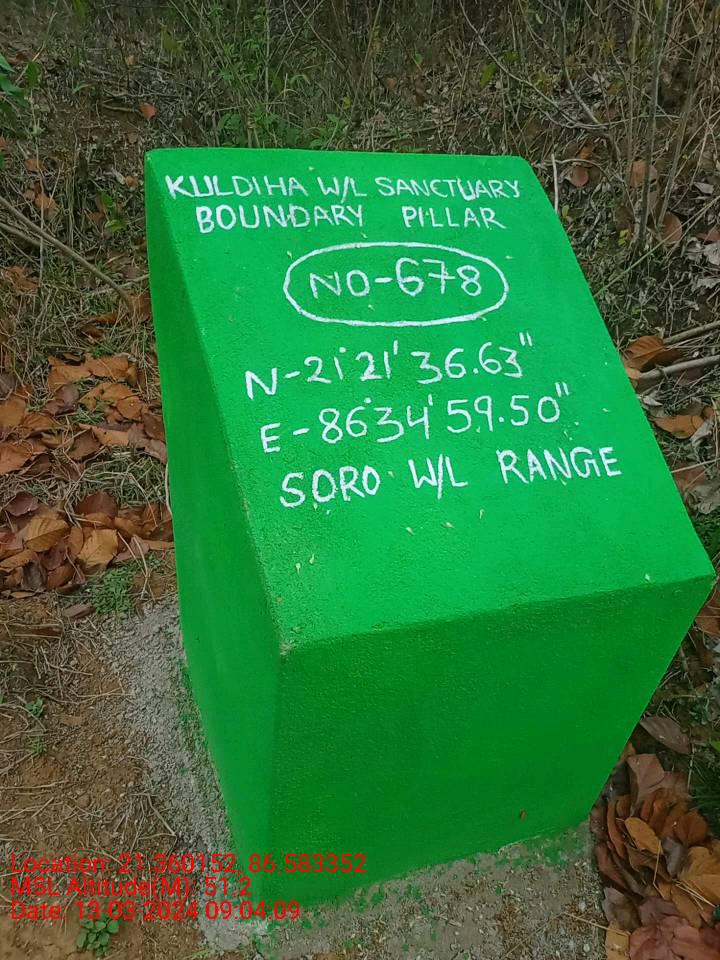 KULDIHA W/L SANCTUARY
BOUNDARY PILLAR
NO-678
N-21°21'36.63"
E-86°34'59.50"
SORO W/L RANGE
Location: 21.360152, 86.583352
MSL Altitude(M): 51.2
Date: 13-03-2024 09:04:09